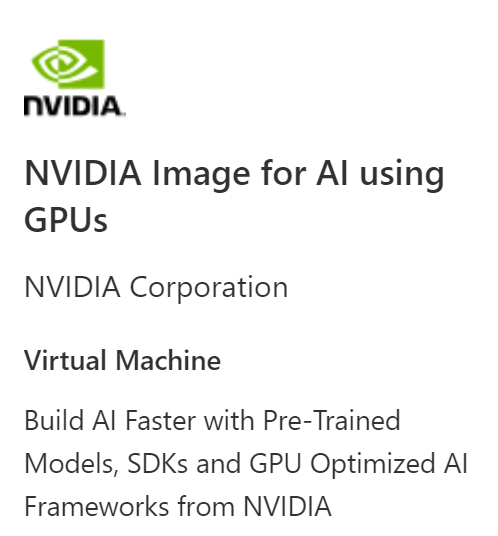 NVIDIA
NVIDIA Image for AI using
GPUs
NVIDIA Corporation
Virtual Machine
Build AI Faster with Pre-Trained
Models, SDKs and GPU Optimized AI
Frameworks from NVIDIA